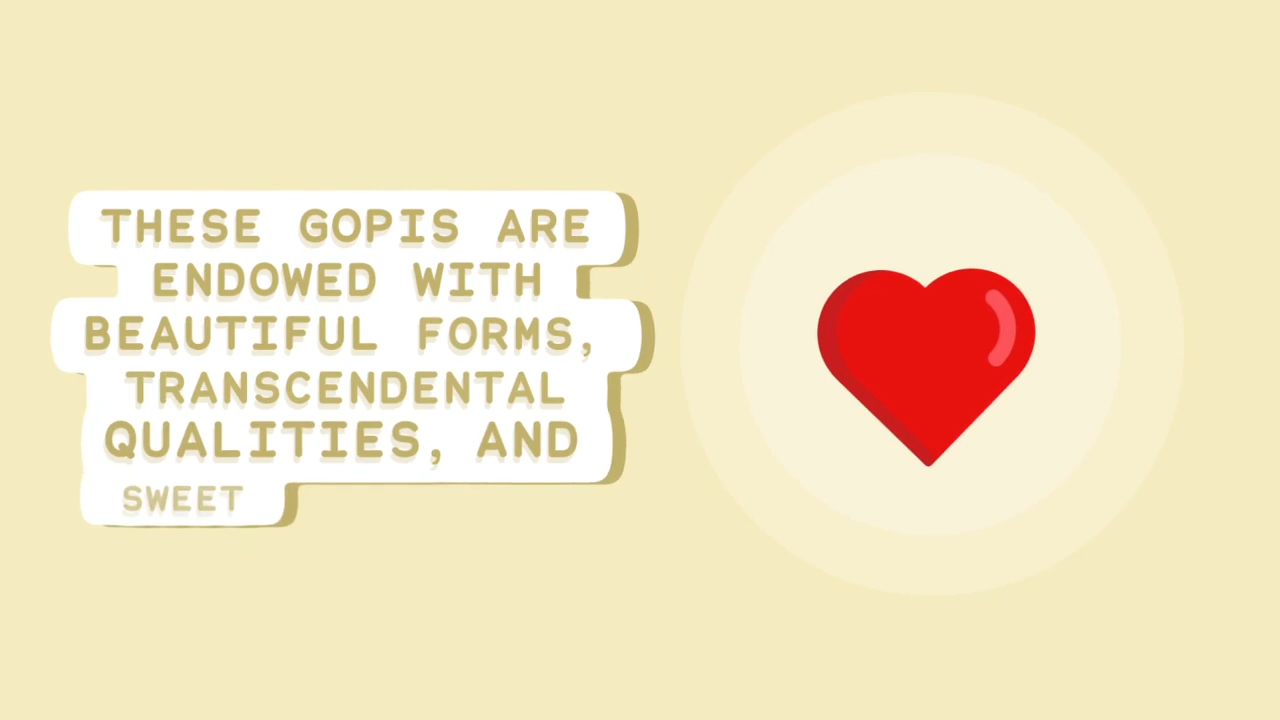 THESE GOPIS ARE
ENDOWED WITH
BEAUTIFUL FORMS,
TRANSCENDENTAL
QUALITIES, AND
SWEET